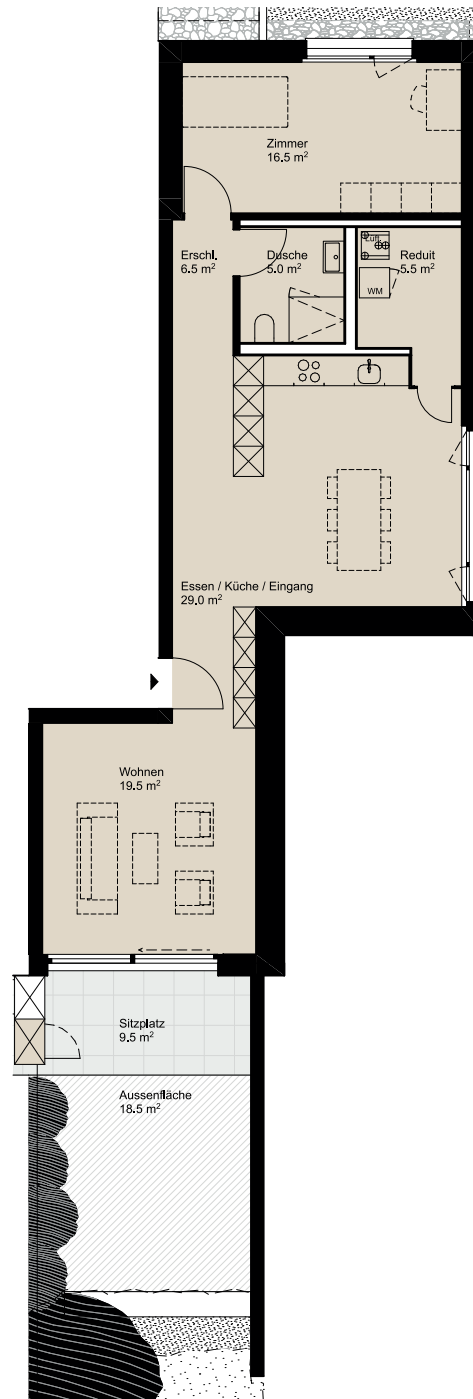 Zimmer
16.5 m²
Erschl.
6.5 m²
Dusche
5.0 m²
Luft.
Reduit
5.5 m²
WM
Essen / Küche / Eingang
29.0 m²
Wohnen
19.5 m²
Sitzplatz
9.5 m²
Aussenfläche
18.5 m²